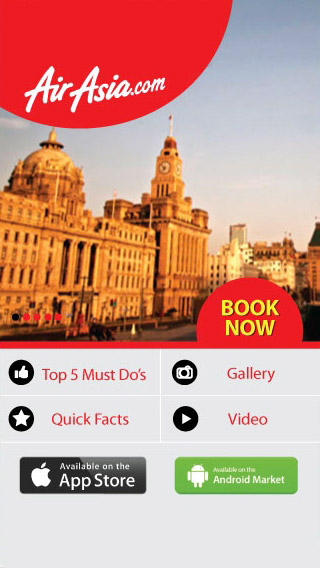 AirAsia.com
BOOK
NOW
Top 5 Must Do's
Gallery
Quick Facts
Video
Available on the
App Store
Available on the
Android Market